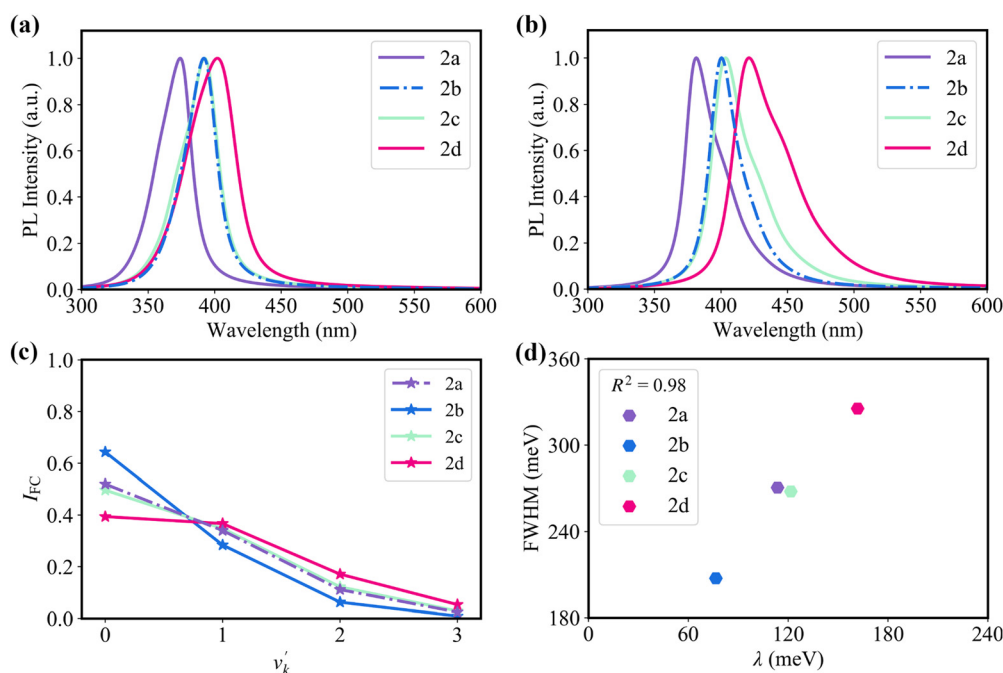 (a)
1.0
0.8
0.6
0.4
0.2
0.0
PL Intensity (a.u.)
2a
2b
2c
2d
300 350 400 450 500 550 600
Wavelength (nm)
(b)
1.0
0.8
0.6
0.4
0.2
0.0
PL Intensity (a.u.)
2a
2b
2c
2d
300 350 400 450 500 550 600
Wavelength (nm)
(c)
1.0
0.8
0.6
0.4
0.2
0.0
I_FC
2a
2b
2c
2d
0 1 2 3
v'_k
(d)
360
300
240
180
FWHM (meV)
R² = 0.98
2a
2b
2c
2d
0 60 120 180 240
λ (meV)